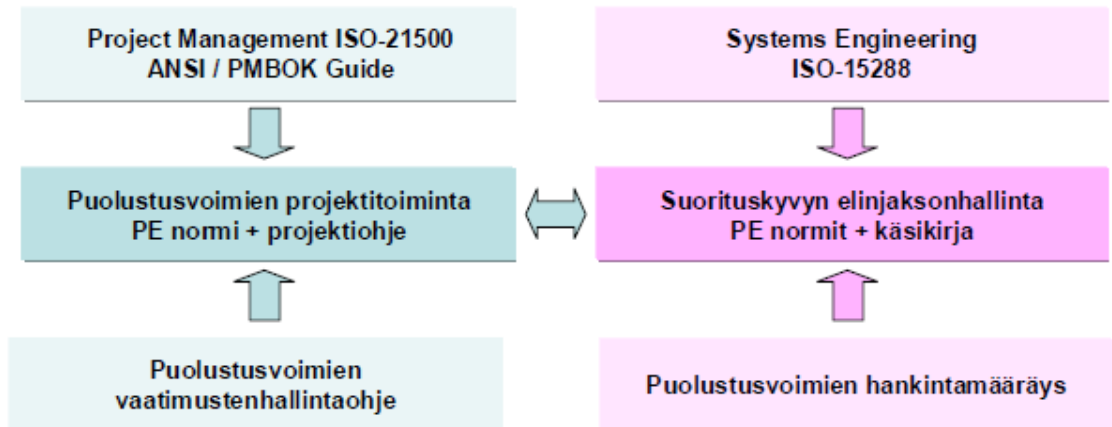 Project Management ISO-21500
ANSI / PMBOK Guide
Systems Engineering
ISO-15288
Puolustusvoimien projektitoiminta
PE normi + projektiohje
Suorituskyvyn elinjaksonhallinta
PE normit + käsikirja
Puolustusvoimien
vaatimustenhallintaohje
Puolustusvoimien hankintamääräys